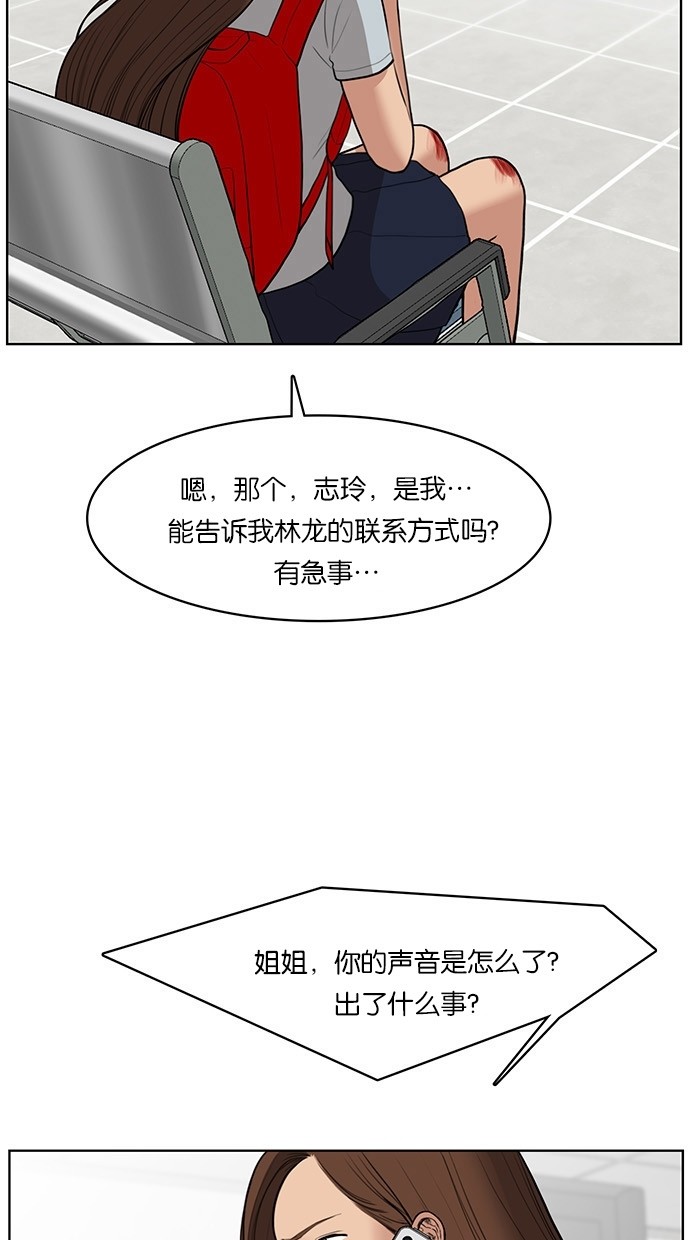 嗯，那个，志玲，是我…
能告诉我林龙的联系方式吗?
有急事…
姐姐，你的声音是怎么了?
出了什么事?